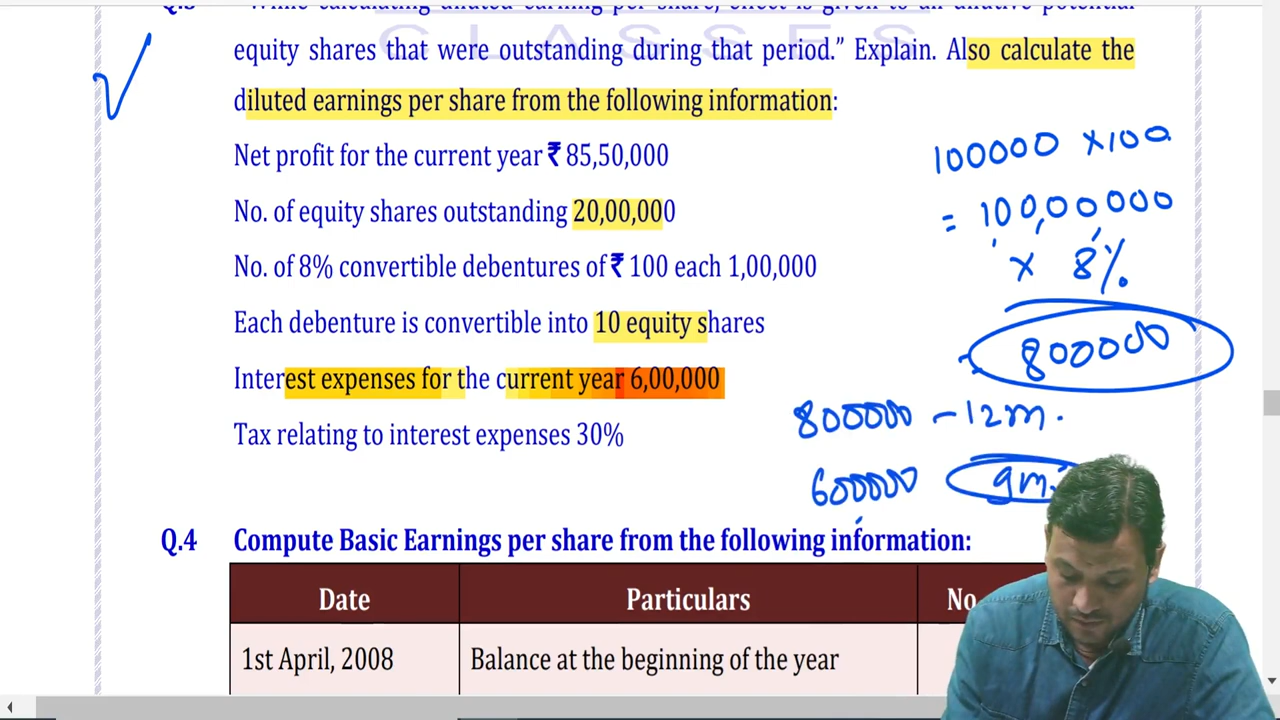 equity shares that were outstanding during that period.” Explain. Also calculate the
diluted earnings per share from the following information:
Net profit for the current year ₹ 85,50,000
No. of equity shares outstanding 20,00,000
No. of 8% convertible debentures of ₹ 100 each 1,00,000
Each debenture is convertible into 10 equity shares
Interest expenses for the current year 6,00,000
Tax relating to interest expenses 30%
100000 ×100
= 100,00000
× 8%
800000
800000 – 12m.
600000 9m.
Q.4 Compute Basic Earnings per share from the following information:
Date Particulars No
1st April, 2008 Balance at the beginning of the year